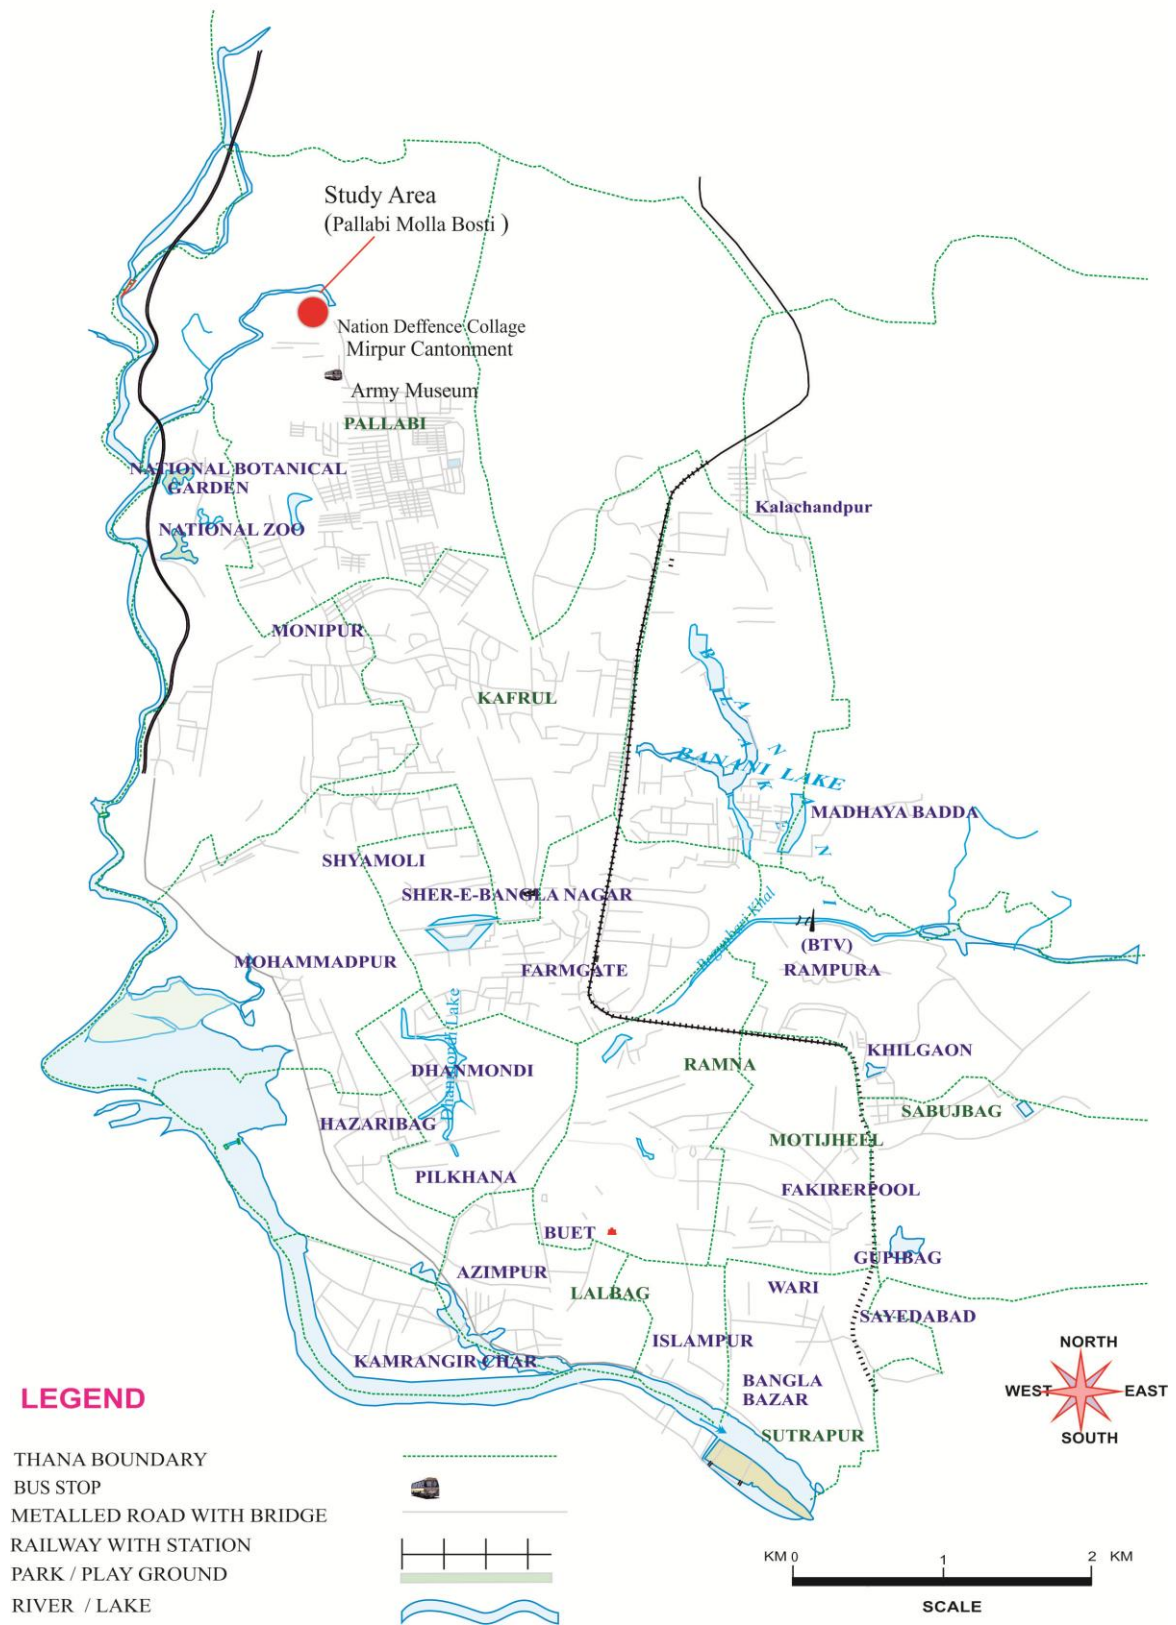 Study Area
(Pallabi Molla Bosti )
Nation Deffence Collage
Mirpur Cantonment
Army Museum
PALLABI
NATIONAL BOTANICAL
GARDEN
NATIONAL ZOO
Kalachandpur
MONIPUR
KAFRUL
BANANI LAKE
MADHAYA BADDA
SHYAMOLI
SHER-E-BANGLA NAGAR
Begunbari Khal
(BTV)
RAMPURA
MOHAMMADPUR
FARMGATE
Dhanmondi Lake
KHILGAON
RAMNA
DHANMONDI
SABUJBAG
HAZARIBAG
MOTIJHEEL
PILKHANA
FAKIRERPOOL
BUET
GUPIBAG
AZIMPUR
LALBAG
WARI
SAYEDABAD
ISLAMPUR
KAMRANGIR CHAR
BANGLA
BAZAR
SUTRAPUR
NORTH
WEST
EAST
SOUTH
LEGEND
THANA BOUNDARY
BUS STOP
METALLED ROAD WITH BRIDGE
RAILWAY WITH STATION
PARK / PLAY GROUND
RIVER / LAKE
KM 0 1 2 KM
SCALE